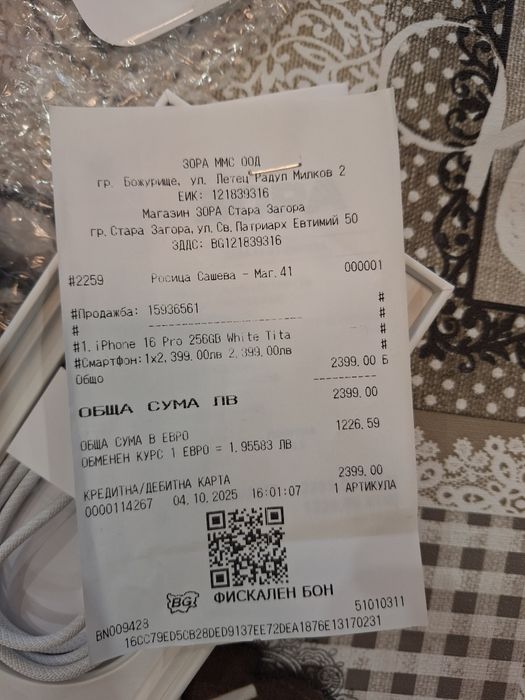 ЗОРА ММС ООД
гр. Божурище, ул. Летец Радул Милков 2
ЕИК: 121839316
Магазин ЗОРА Стара Загора
гр. Стара Загора, ул. Св. Патриарх Евтимий 50
ЗДДС: BG121839316
#2259 Росица Сашева - Маг. 41 000001
#Продажба: 15936561 #
# ------------------ #
#1. iPhone 16 Pro 256GB White Tita #
#Смартфон: 1x2,399.00лв 2,399.00лв #
Общо 2399.00 Б
----------
ОБЩА СУМА ЛВ 2399.00
ОБЩА СУМА В ЕВРО 1226.59
ОБМЕНЕН КУРС 1 ЕВРО = 1.95583 ЛВ
КРЕДИТНА/ДЕБИТНА КАРТА 2399.00
0000114267 04.10.2025 16:01:07 1 АРТИКУЛА
BG ФИСКАЛЕН БОН
BN009423 51010311
16CC79ED5CB28DED9137EE72DEA1876E13170231